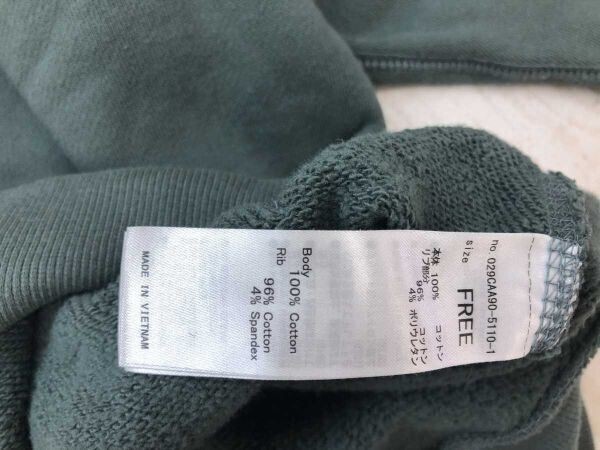 no. 029CAA90-5110-1
size FREE
本体 100% コットン
リブ部分 96% コットン
4% ポリウレタン
Body 100% Cotton
Rib 96% Cotton
4% Spandex
MADE IN VIETNAM